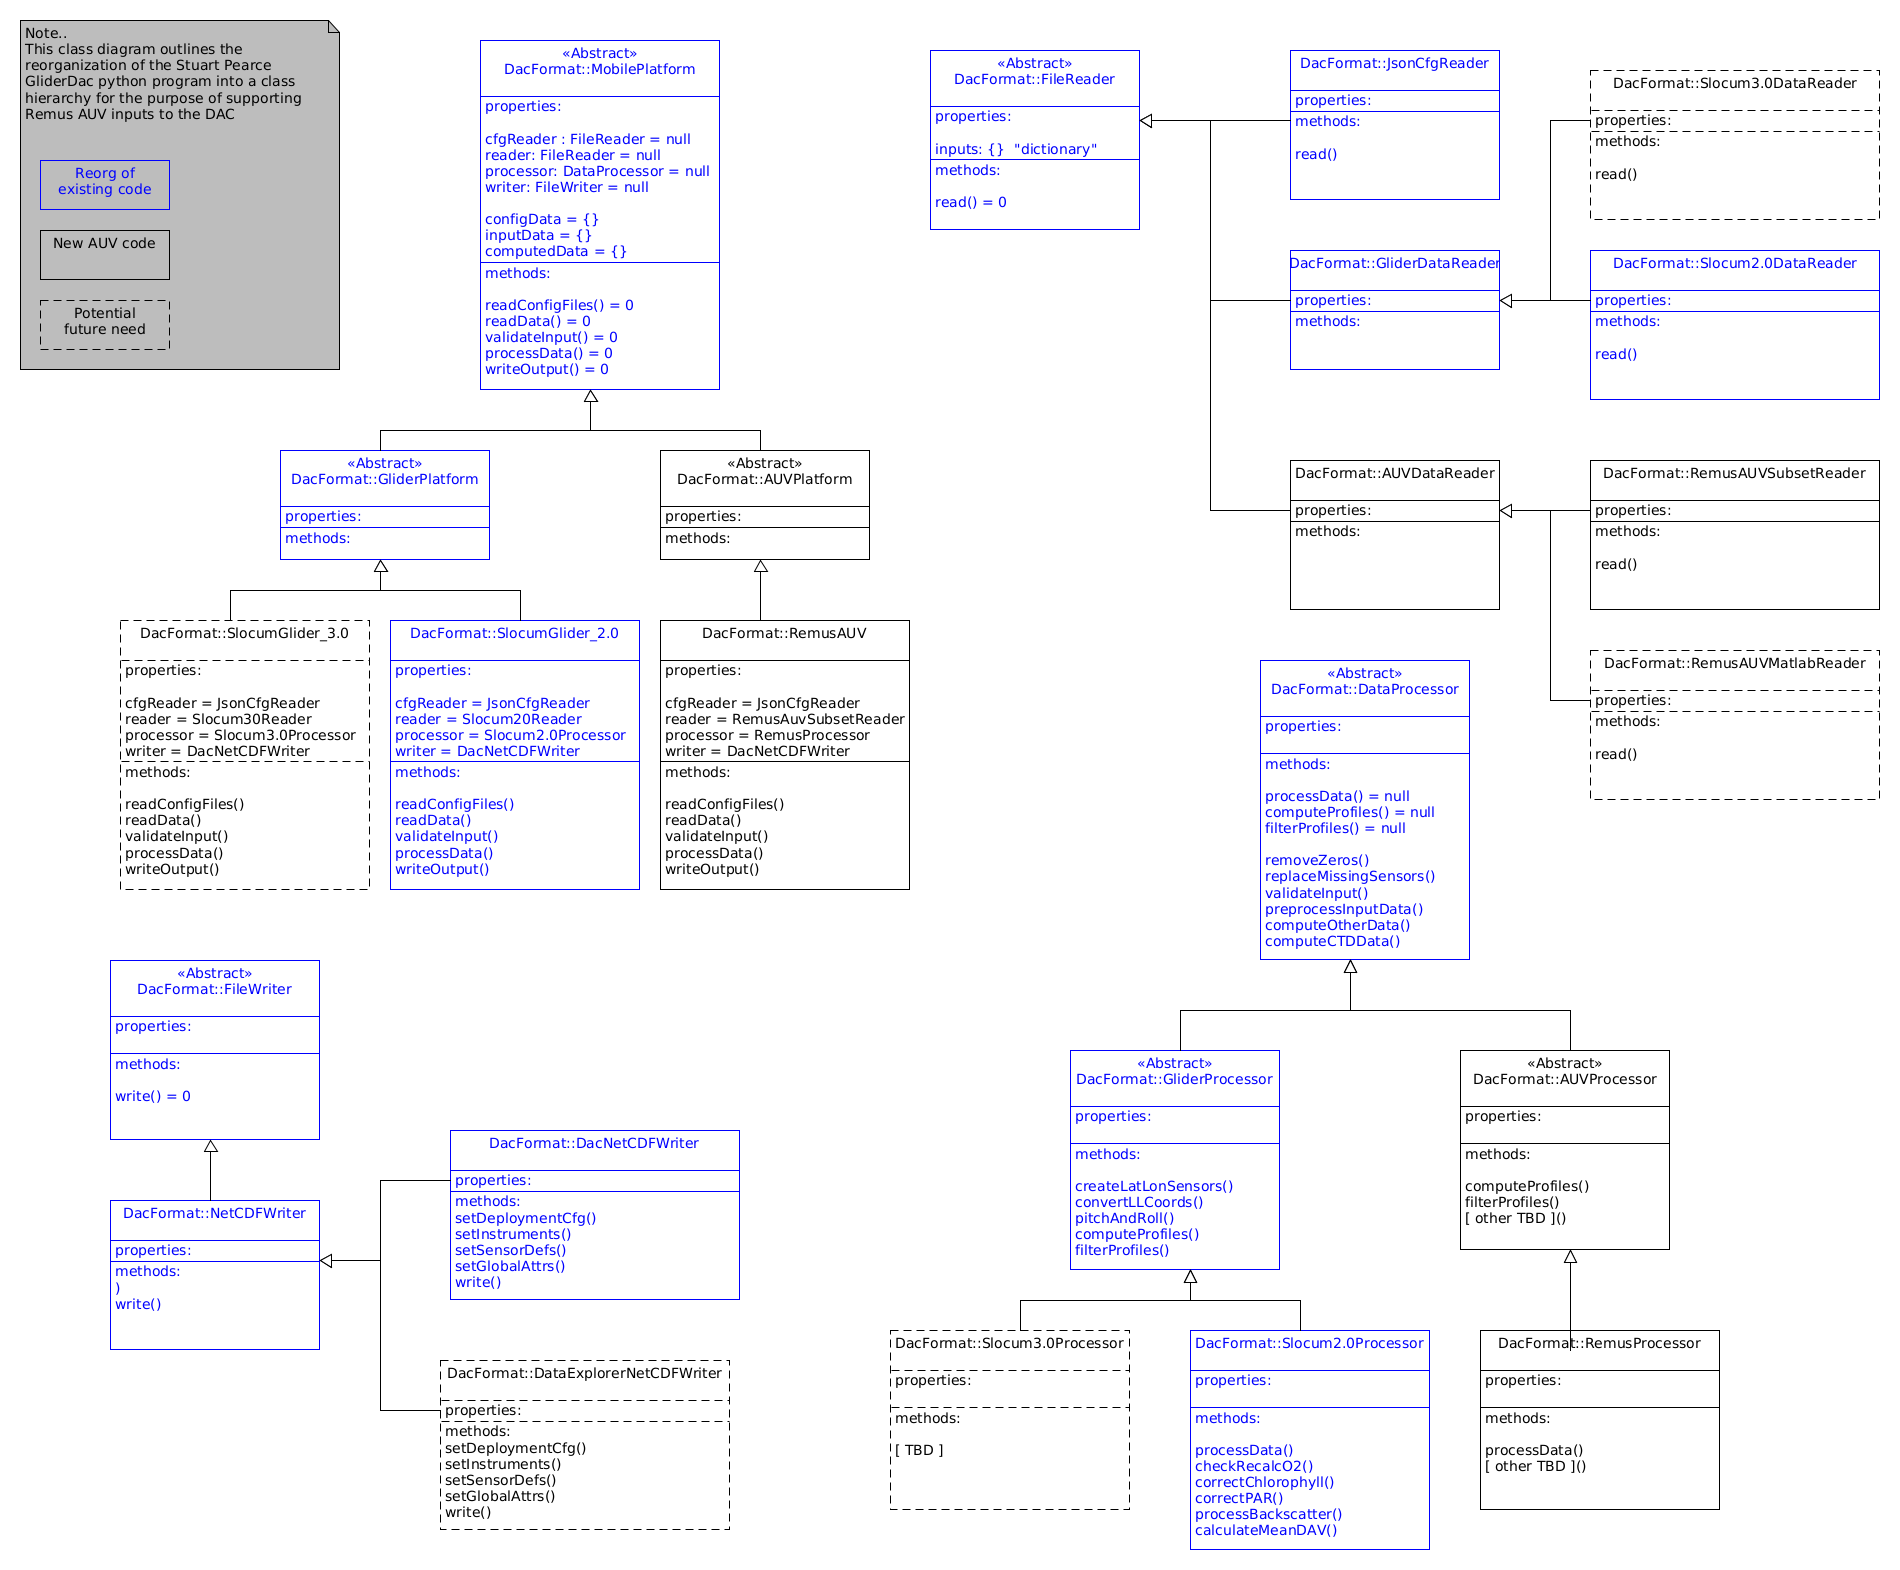 Note..
This class diagram outlines the
reorganization of the Stuart Pearce
GliderDac python program into a class
hierarchy for the purpose of supporting
Remus AUV inputs to the DAC
Reorg of
existing code
New AUV code
Potential
future need
«Abstract»
DacFormat::MobilePlatform
properties:
cfgReader : FileReader = null
reader: FileReader = null
processor: DataProcessor = null
writer: FileWriter = null
configData = {}
inputData = {}
computedData = {}
methods:
readConfigFiles() = 0
readData() = 0
validateInput() = 0
processData() = 0
writeOutput() = 0
«Abstract»
DacFormat::GliderPlatform
properties:
methods:
«Abstract»
DacFormat::AUVPlatform
properties:
methods:
DacFormat::SlocumGlider_3.0
properties:
cfgReader = JsonCfgReader
reader = Slocum30Reader
processor = Slocum3.0Processor
writer = DacNetCDFWriter
methods:
readConfigFiles()
readData()
validateInput()
processData()
writeOutput()
DacFormat::SlocumGlider_2.0
properties:
cfgReader = JsonCfgReader
reader = Slocum20Reader
processor = Slocum2.0Processor
writer = DacNetCDFWriter
methods:
readConfigFiles()
readData()
validateInput()
processData()
writeOutput()
DacFormat::RemusAUV
properties:
cfgReader = JsonCfgReader
reader = RemusAuvSubsetReader
processor = RemusProcessor
writer = DacNetCDFWriter
methods:
readConfigFiles()
readData()
validateInput()
processData()
writeOutput()
«Abstract»
DacFormat::FileReader
properties:
inputs: {}  "dictionary"
methods:
read() = 0
DacFormat::JsonCfgReader
properties:
methods:
read()
DacFormat::Slocum3.0DataReader
properties:
methods:
read()
DacFormat::GliderDataReader
properties:
methods:
DacFormat::Slocum2.0DataReader
properties:
methods:
read()
DacFormat::AUVDataReader
properties:
methods:
DacFormat::RemusAUVSubsetReader
properties:
methods:
read()
DacFormat::RemusAUVMatlabReader
properties:
methods:
read()
«Abstract»
DacFormat::DataProcessor
properties:
methods:
processData() = null
computeProfiles() = null
filterProfiles() = null
removeZeros()
replaceMissingSensors()
validateInput()
preprocessInputData()
computeOtherData()
computeCTDData()
«Abstract»
DacFormat::GliderProcessor
properties:
methods:
createLatLonSensors()
convertLLCoords()
pitchAndRoll()
computeProfiles()
filterProfiles()
«Abstract»
DacFormat::AUVProcessor
properties:
methods:
computeProfiles()
filterProfiles()
[ other TBD ]()
DacFormat::Slocum3.0Processor
properties:
methods:
[ TBD ]
DacFormat::Slocum2.0Processor
properties:
methods:
processData()
checkRecalcO2()
correctChlorophyll()
correctPAR()
processBackscatter()
calculateMeanDAV()
DacFormat::RemusProcessor
properties:
methods:
processData()
[ other TBD ]()
«Abstract»
DacFormat::FileWriter
properties:
methods:
write() = 0
DacFormat::NetCDFWriter
properties:
methods:
)
write()
DacFormat::DacNetCDFWriter
properties:
methods:
setDeploymentCfg()
setInstruments()
setSensorDefs()
setGlobalAttrs()
write()
DacFormat::DataExplorerNetCDFWriter
properties:
methods:
setDeploymentCfg()
setInstruments()
setSensorDefs()
setGlobalAttrs()
write()